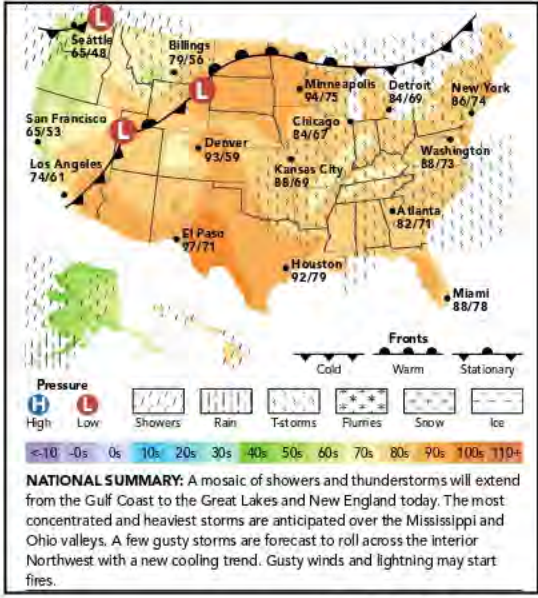 L
Seattle
65/48
Billings
79/56
L
Minneapolis
94/75
Detroit
84/69
New York
86/74
San Francisco
65/53
L
Chicago
84/67
Denver
93/59
Washington
88/73
Los Angeles
74/61
Kansas City
88/69
Atlanta
82/71
El Paso
97/71
Houston
92/79
Miami
88/78
Fronts
Cold Warm Stationary
Pressure
H L
High Low Showers Rain T-storms Flurries Snow Ice
<-10 -0s 0s 10s 20s 30s 40s 50s 60s 70s 80s 90s 100s 110+
NATIONAL SUMMARY: A mosaic of showers and thunderstorms will extend
from the Gulf Coast to the Great Lakes and New England today. The most
concentrated and heaviest storms are anticipated over the Mississippi and
Ohio valleys. A few gusty storms are forecast to roll across the interior
Northwest with a new cooling trend. Gusty winds and lightning may start
fires.